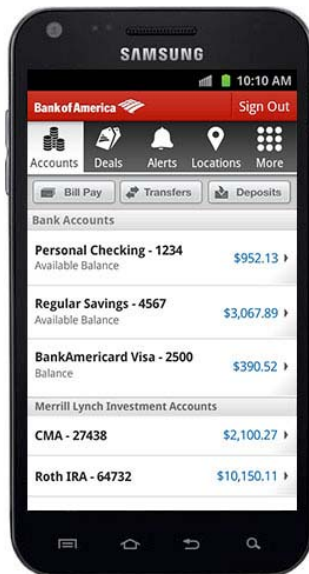 SAMSUNG
10:10 AM
Bank of America
Sign Out
Accounts
Deals
Alerts
Locations
More
Bill Pay
Transfers
Deposits
Bank Accounts
Personal Checking - 1234
$952.13
Available Balance
Regular Savings - 4567
$3,067.89
Available Balance
BankAmericard Visa - 2500
$390.52
Balance
Merrill Lynch Investment Accounts
CMA - 27438
$2,100.27
Roth IRA - 64732
$10,150.11